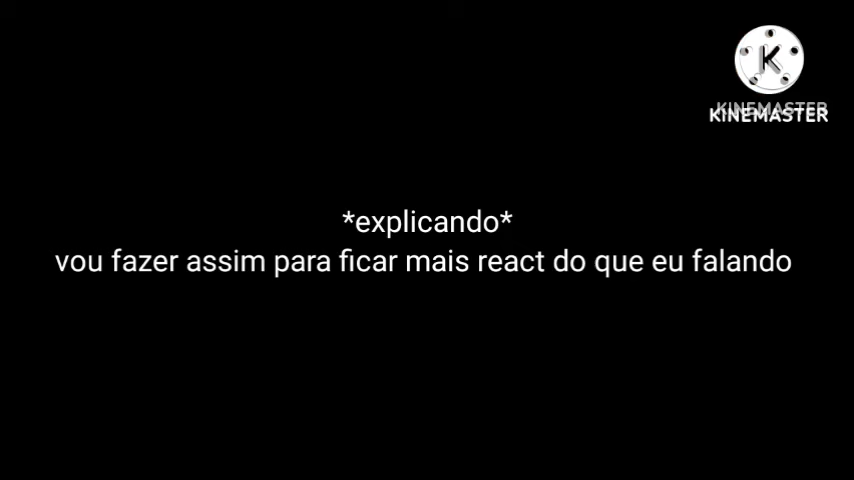 K
KINEMASTER
*explicando*
vou fazer assim para ficar mais react do que eu falando